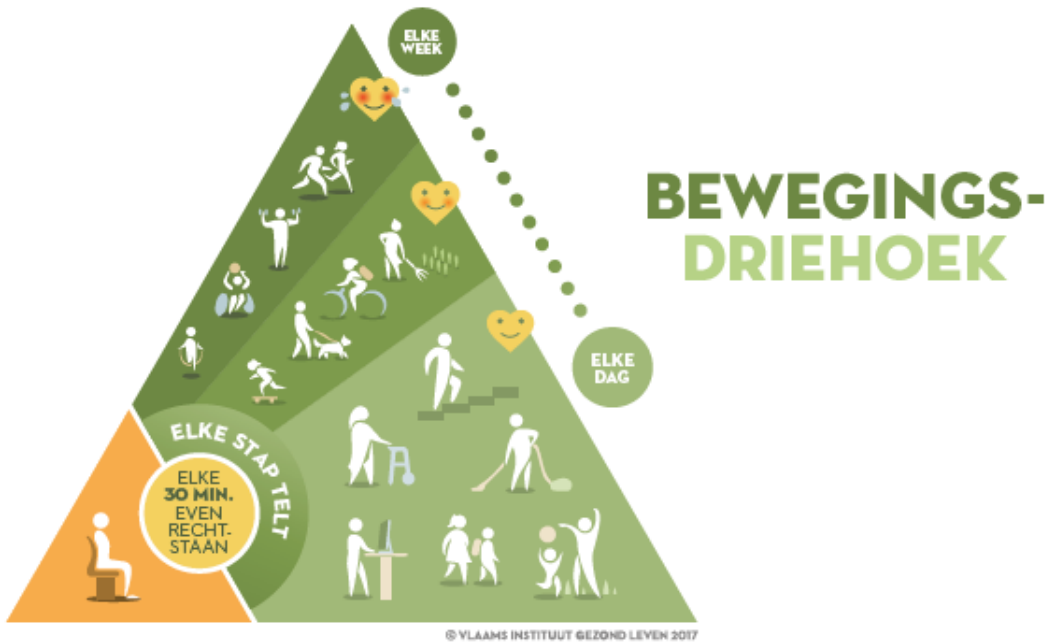 ELKE
WEEK
BEWEGINGS-
DRIEHOEK
ELKE
DAG
ELKE STAP TELT
ELKE
30 MIN.
EVEN
RECHT-
STAAN
© VLAAMS INSTITUUT GEZOND LEVEN 2017